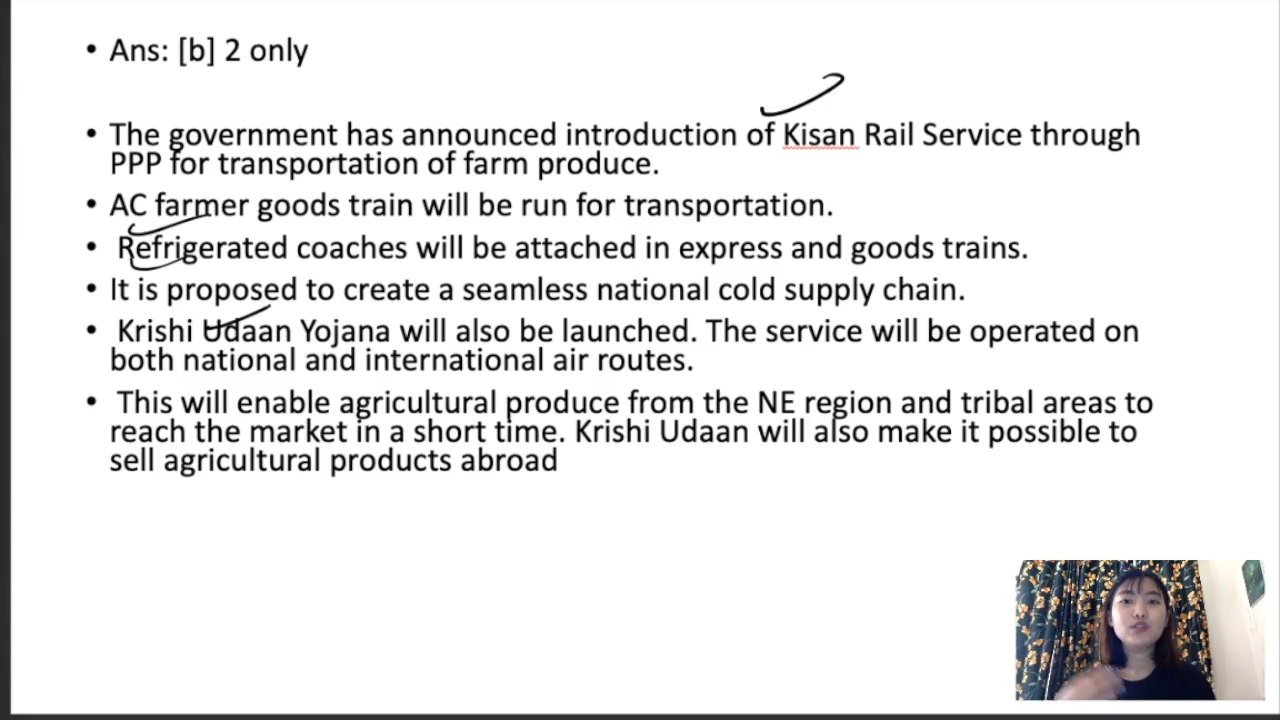 • Ans: [b] 2 only
• The government has announced introduction of Kisan Rail Service through
PPP for transportation of farm produce.
• AC farmer goods train will be run for transportation.
• Refrigerated coaches will be attached in express and goods trains.
• It is proposed to create a seamless national cold supply chain.
• Krishi Udaan Yojana will also be launched. The service will be operated on
both national and international air routes.
• This will enable agricultural produce from the NE region and tribal areas to
reach the market in a short time. Krishi Udaan will also make it possible to
sell agricultural products abroad